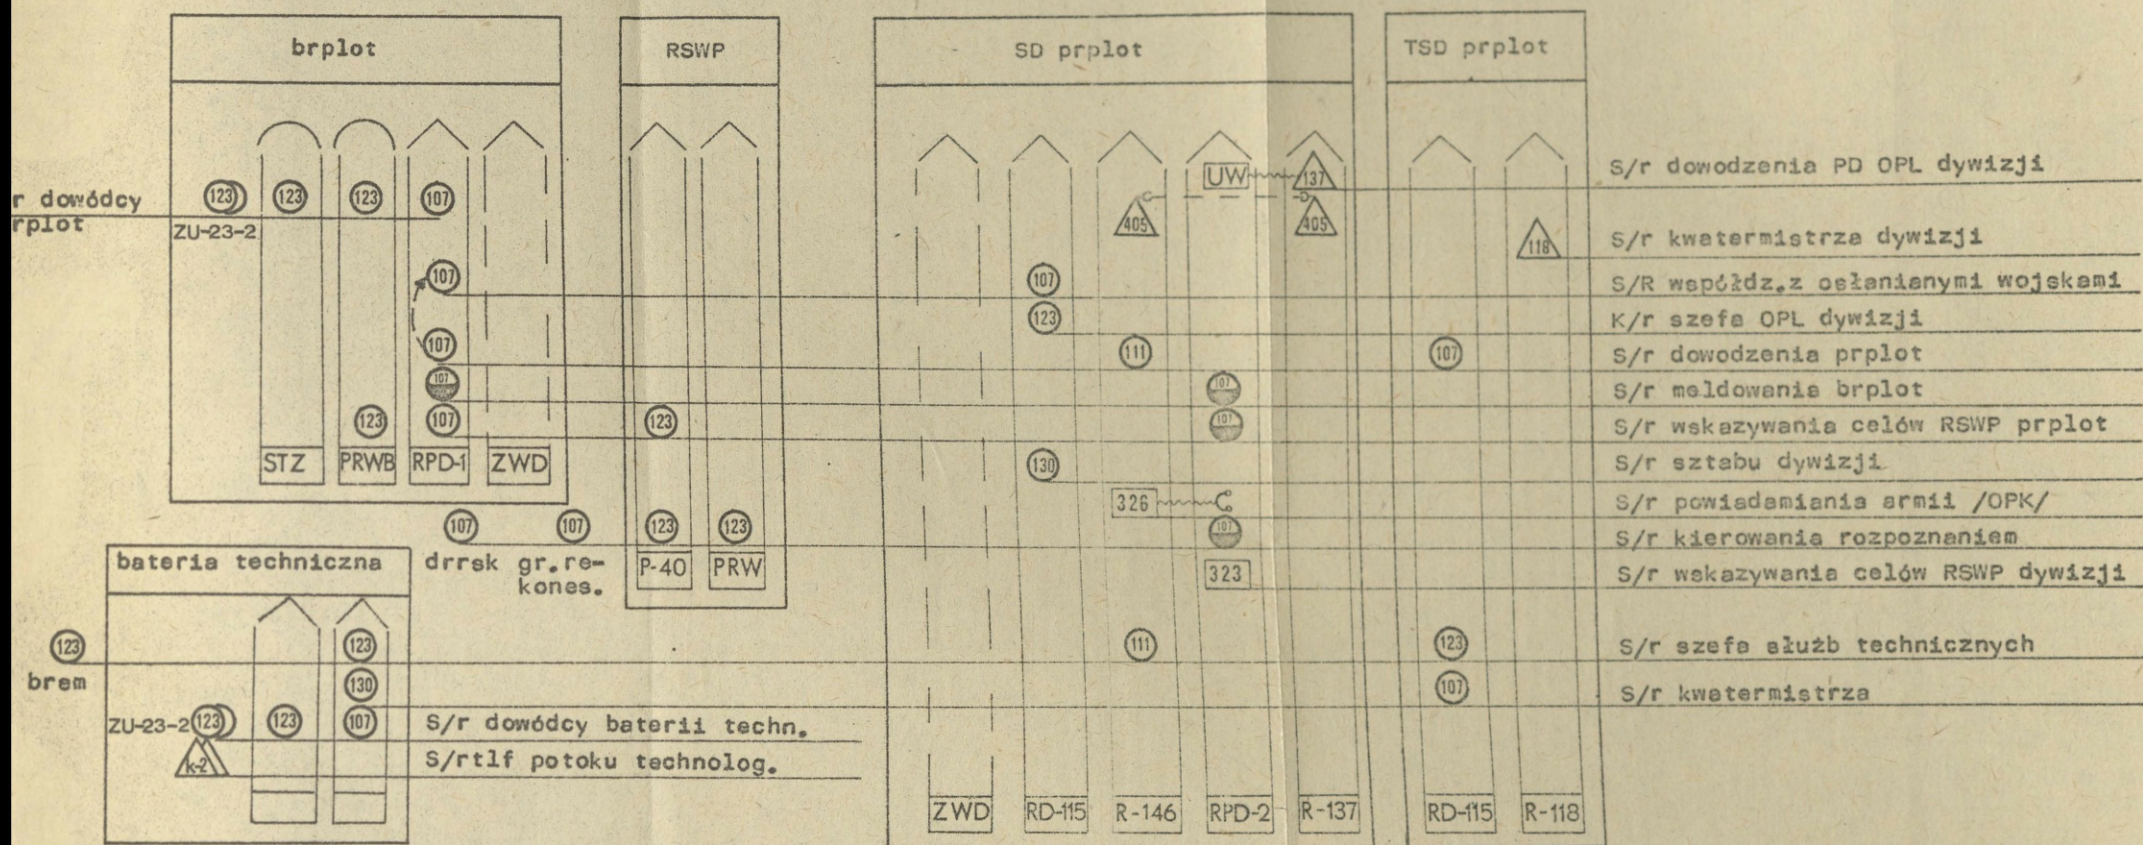 brplot
RSWP
SD prplot
TSD prplot
UW
137
S/r dowodzenia PD OPL dywizji
r dowódcy
rplot
123
123
123
107
ZU-23-2
405
405
118
S/r kwatermistrza dywizji
107
107
S/R współdz.z osłanianymi wojskami
123
K/r szefa OPL dywizji
107
111
107
S/r dowodzenia prplot
107
107
S/r meldowania brplot
123
107
123
107
S/r wskazywania celów RSWP prplot
STZ
PRWB
RPD-1
ZWD
130
S/r sztabu dywizji
326
S/r powiadamiania armii /OPK/
107
107
123
123
107
S/r kierowania rozpoznaniem
bateria techniczna
drrsk
gr.re-
kones.
P-40
PRW
323
S/r wskazywania celów RSWP dywizji
123
123
111
123
S/r szefa służb technicznych
brem
130
107
S/r kwatermistrza
ZU-23-2
123
123
107
S/r dowódcy baterii techn.
k-2
S/rtlf potoku technolog.
ZWD
RD-115
R-146
RPD-2
R-137
RD-115
R-118